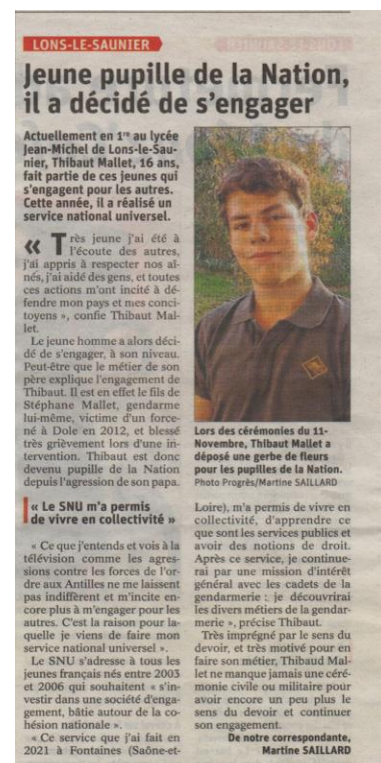 LONS-LE-SAUNIER
Jeune pupille de la Nation,
il a décidé de s'engager
Actuellement en 1re au lycée
Jean-Michel de Lons-le-Sau-
nier, Thibaut Mallet, 16 ans,
fait partie de ces jeunes qui
s'engagent pour les autres.
Cette année, il a réalisé un
service national universel.
« Très jeune j'ai été à
l'écoute des autres,
j'ai appris à respecter nos aî-
nés, j'ai aidé des gens, et toutes
ces actions m'ont incité à dé-
fendre mon pays et mes conci-
toyens », confie Thibaut Mal-
let.
Le jeune homme a alors déci-
dé de s'engager, à son niveau.
Peut-être que le métier de son
père explique l'engagement de
Thibaut. Il est en effet le fils de
Stéphane Mallet, gendarme
lui-même, victime d'un force-
né à Dole en 2012, et blessé
très grièvement lors d'une in-
tervention. Thibaut est donc
devenu pupille de la Nation
depuis l'agression de son papa.
« Le SNU m'a permis
de vivre en collectivité »
« Ce que j'entends et vois à la
télévision comme les agres-
sions contre les forces de l'or-
dre aux Antilles ne me laissent
pas indifférent et m'incite en-
core plus à m'engager pour les
autres. C'est la raison pour la-
quelle je viens de faire mon
service national universel ».
Le SNU s'adresse à tous les
jeunes français nés entre 2003
et 2006 qui souhaitent « s'in-
vestir dans une société d'enga-
gement, bâtie autour de la co-
hésion nationale ».
« Ce service que j'ai fait en
2021 à Fontaines (Saône-et-
Lors des cérémonies du 11-
Novembre, Thibaut Mallet a
déposé une gerbe de fleurs
pour les pupilles de la Nation.
Photo Progrès/Martine SAILLARD
Loire), m'a permis de vivre en
collectivité, d'apprendre ce
que sont les services publics et
avoir des notions de droit.
Après ce service, je continue-
rai par une mission d'intérêt
général avec les cadets de la
gendarmerie : je découvrirai
les divers métiers de la gendar-
merie », précise Thibaut.
Très imprégné par le sens du
devoir, et très motivé pour en
faire son métier, Thibaud Mal-
let ne manque jamais une céré-
monie civile ou militaire pour
avoir encore un peu plus le
sens du devoir et continuer
son engagement.
De notre correspondante,
Martine SAILLARD